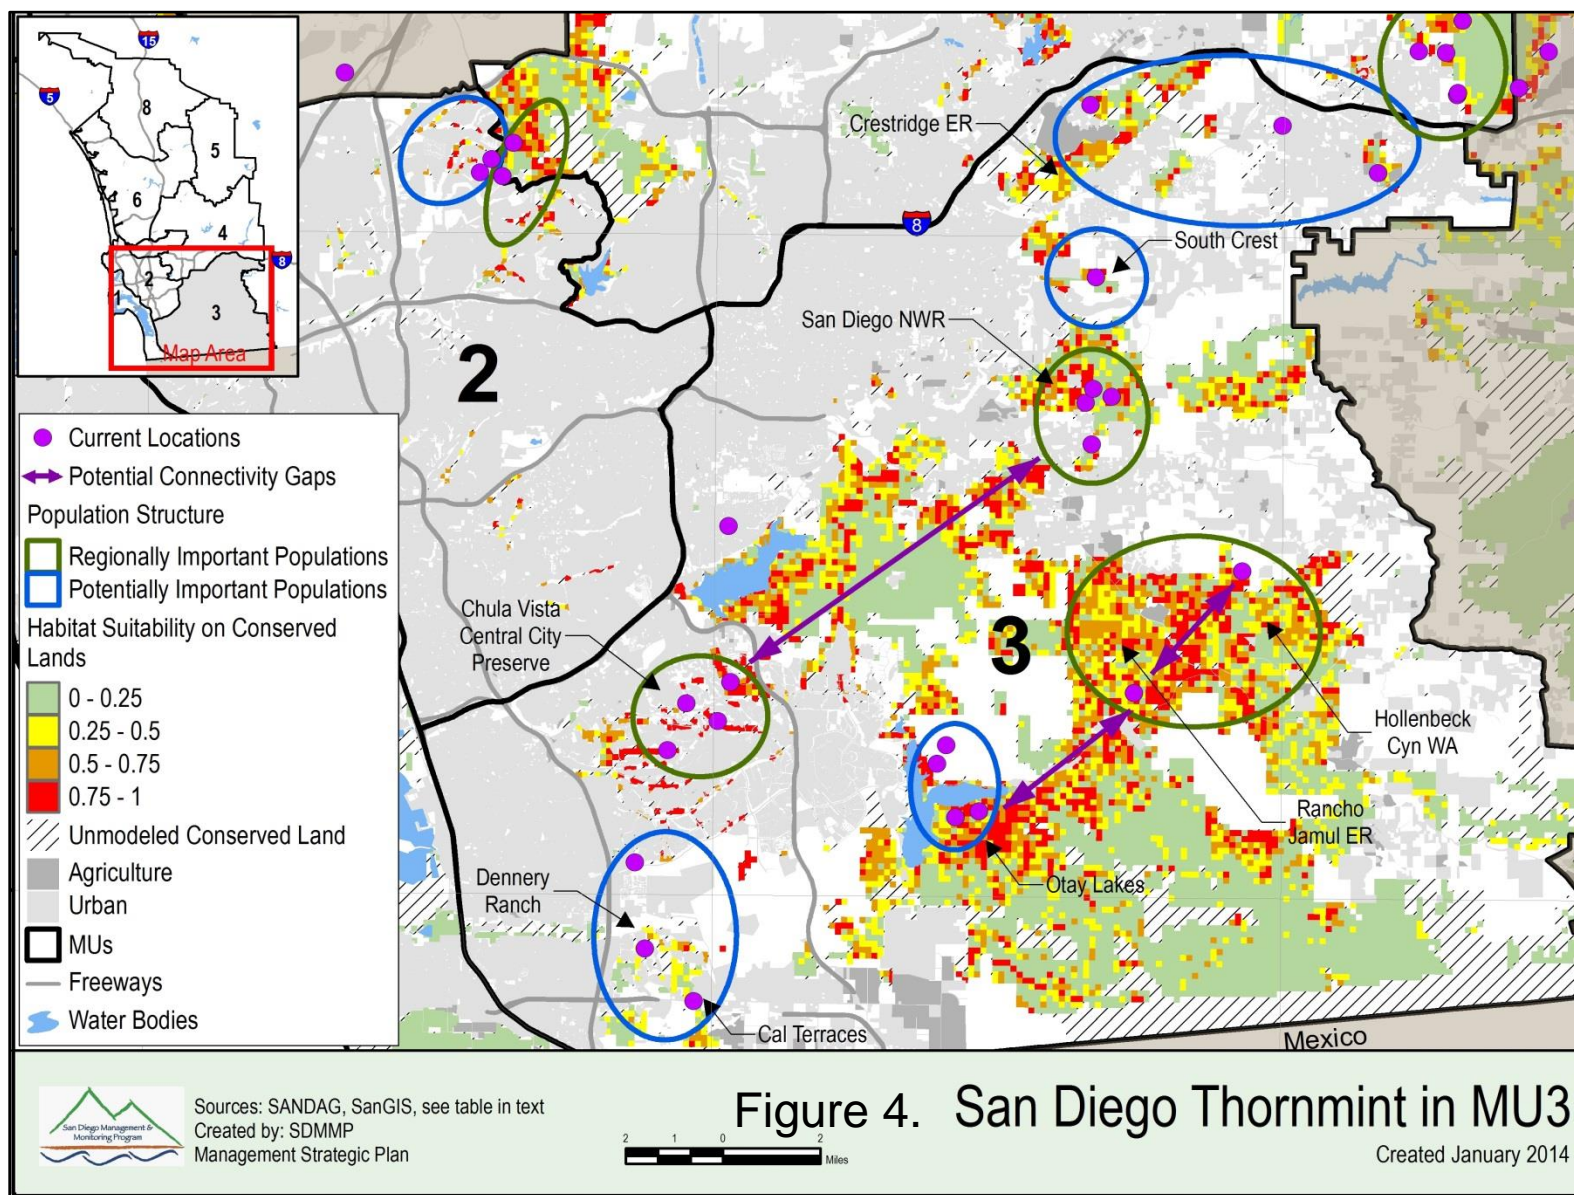 15
5
8
5
6
4
8
2
1
3
Map Area
Current Locations
Potential Connectivity Gaps
Population Structure
Regionally Important Populations
Potentially Important Populations
Habitat Suitability on Conserved
Lands
0 - 0.25
0.25 - 0.5
0.5 - 0.75
0.75 - 1
Unmodeled Conserved Land
Agriculture
Urban
MUs
Freeways
Water Bodies
Crestridge ER
8
South Crest
San Diego NWR
2
Chula Vista
Central City
Preserve
3
Hollenbeck
Cyn WA
Rancho
Jamul ER
Otay Lakes
Dennery
Ranch
Cal Terraces
Mexico
San Diego Management &
Monitoring Program
Sources: SANDAG, SanGIS, see table in text
Created by: SDMMP
Management Strategic Plan
2 1 0 2
Miles
Figure 4. San Diego Thornmint in MU3
Created January 2014